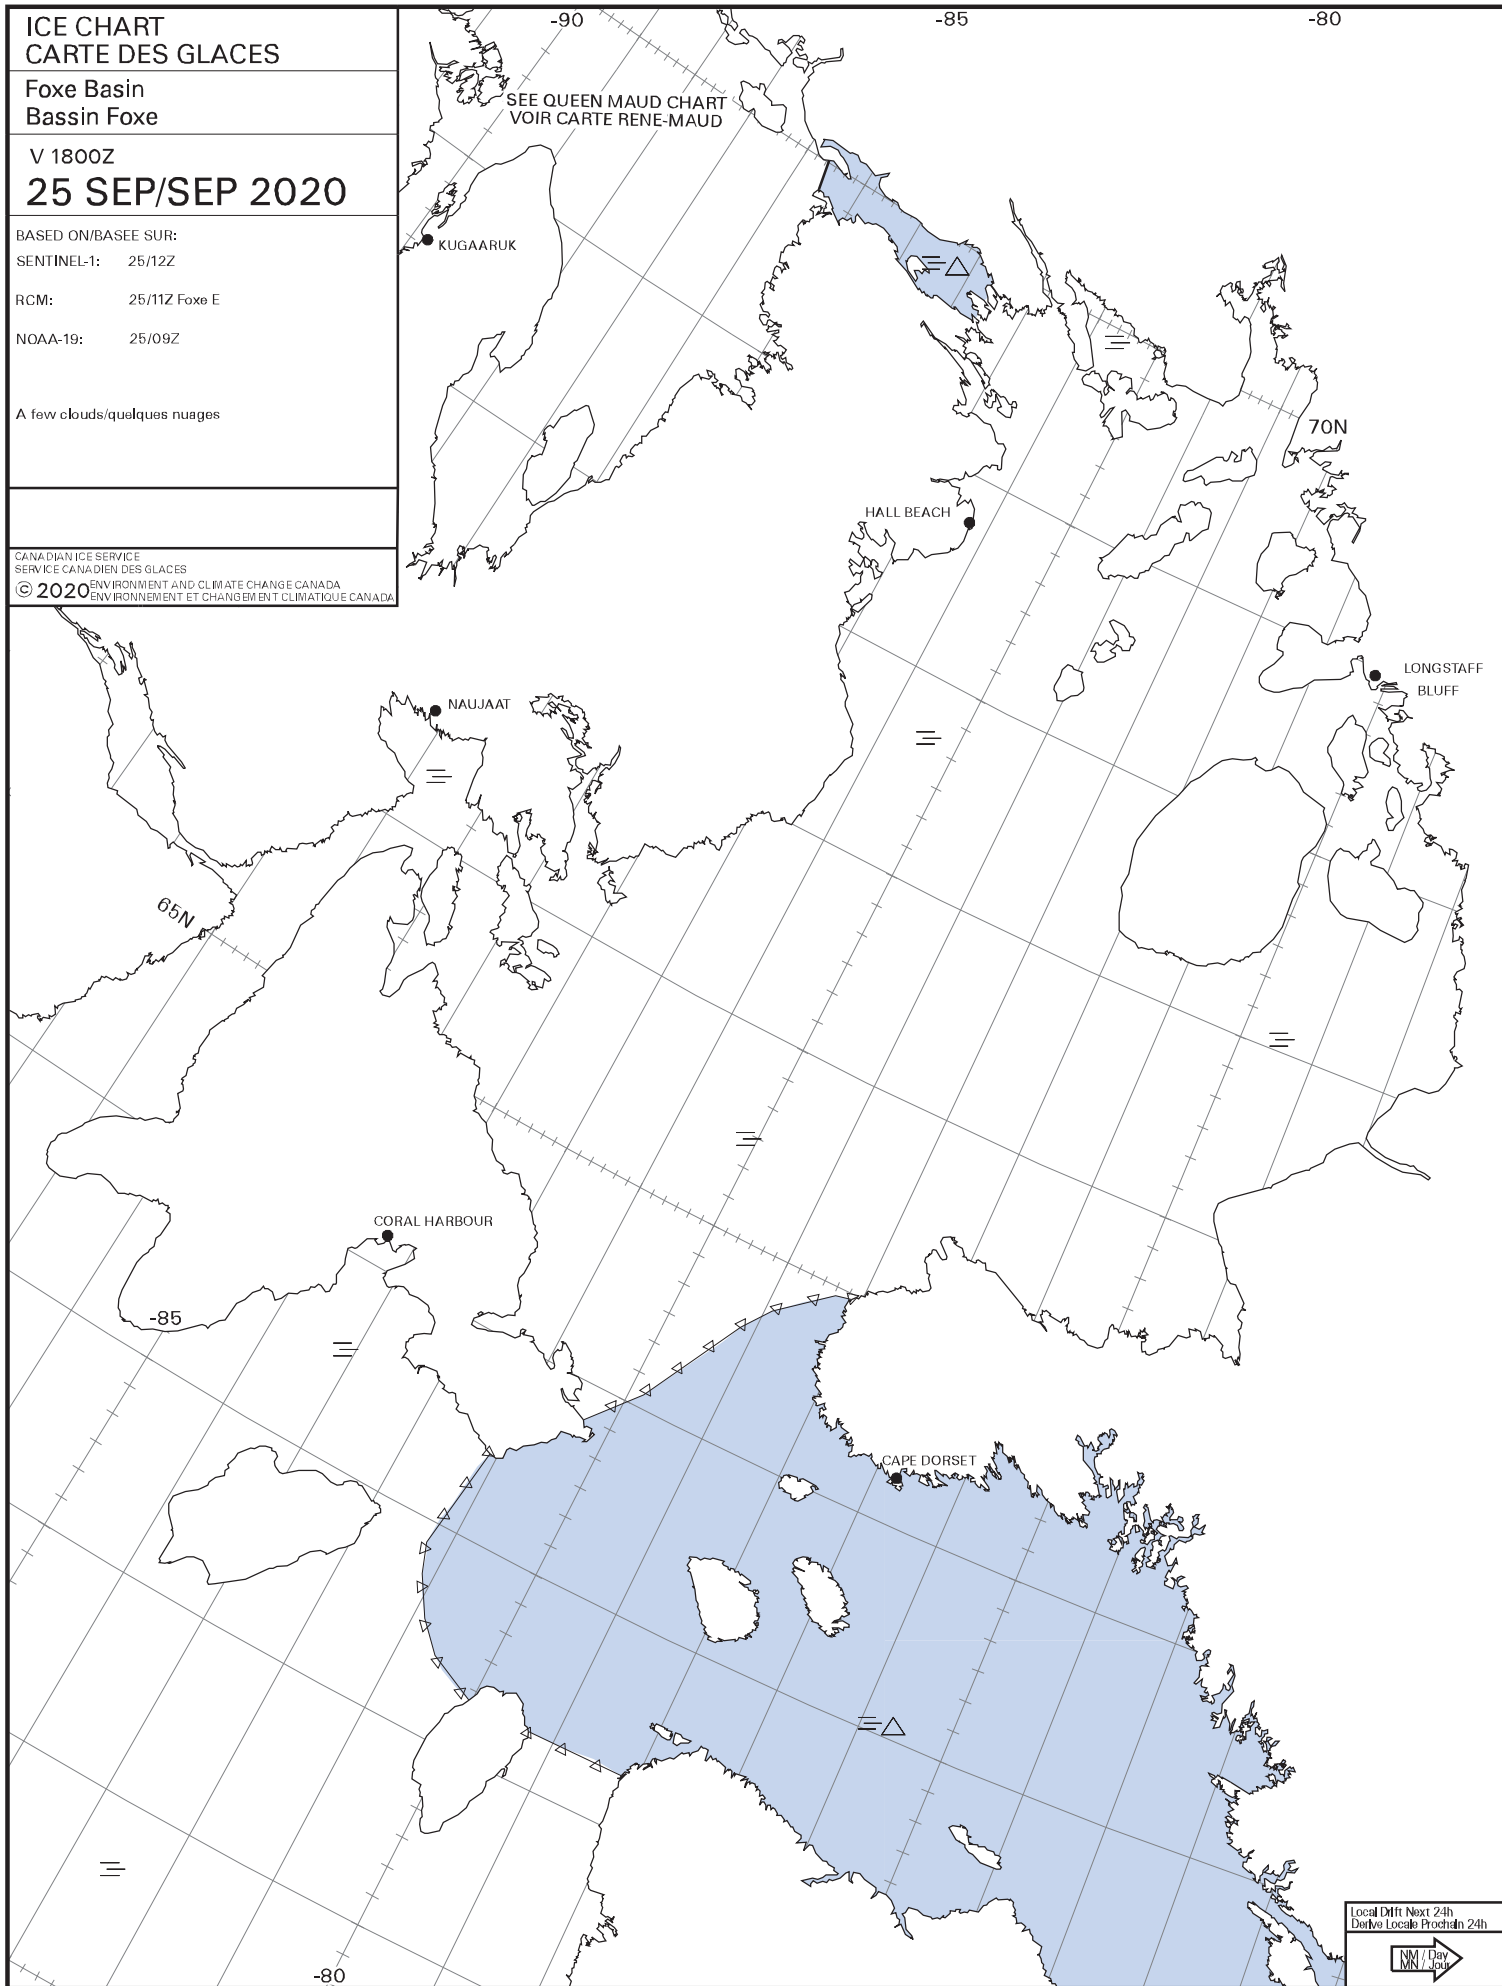 ICE CHART
CARTE DES GLACES
Foxe Basin
Bassin Foxe
V 1800Z
25 SEP/SEP 2020
BASED ON/BASEE SUR:
SENTINEL-1: 25/12Z
RCM: 25/11Z Foxe E
NOAA-19: 25/09Z
A few clouds/quelques nuages
CANADIAN ICE SERVICE
SERVICE CANADIEN DES GLACES
© 2020 ENVIRONMENT AND CLIMATE CHANGE CANADA
ENVIRONNEMENT ET CHANGEMENT CLIMATIQUE CANADA
-90
-85
-80
SEE QUEEN MAUD CHART
VOIR CARTE RENE-MAUD
KUGAARUK
70N
HALL BEACH
LONGSTAFF
BLUFF
NAUJAAT
65N
CORAL HARBOUR
-85
CAPE DORSET
-80
Local Drift Next 24h
Derive Locale Prochain 24h
NM / Day
MN / Jour